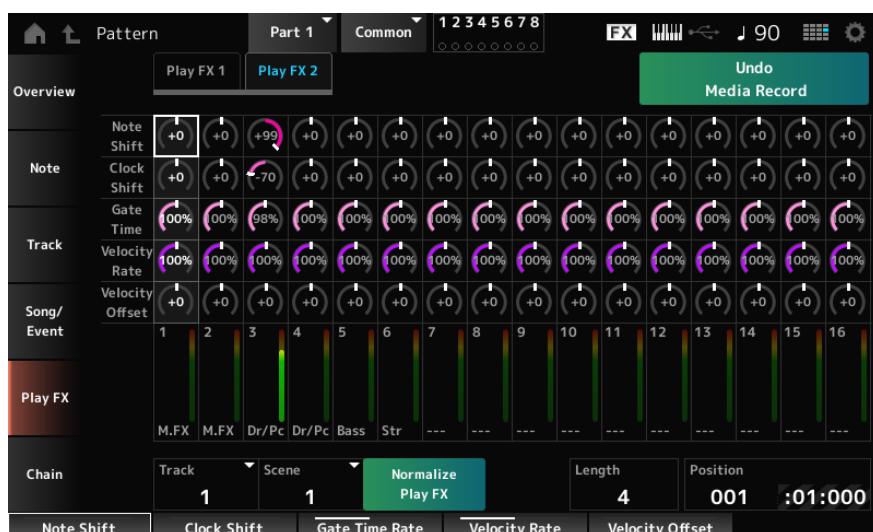 Pattern Part 1 Common 1 2 3 4 5 6 7 8 FX ♩ 90
Play FX 1 Play FX 2 Undo
Media Record
Overview
Note
Track
Song/
Event
Play FX
Chain
Note
Shift +0 +0 +99 +0 +0 +0 +0 +0 +0 +0 +0 +0 +0 +0 +0 +0
Clock
Shift +0 +0 -70 +0 +0 +0 +0 +0 +0 +0 +0 +0 +0 +0 +0 +0
Gate
Time 100% 100% 98% 100% 100% 100% 100% 100% 100% 100% 100% 100% 100% 100% 100% 100%
Velocity
Rate 100% 100% 100% 100% 100% 100% 100% 100% 100% 100% 100% 100% 100% 100% 100% 100%
Velocity
Offset +0 +0 +0 +0 +0 +0 +0 +0 +0 +0 +0 +0 +0 +0 +0 +0
1 2 3 4 5 6 7 8 9 10 11 12 13 14 15 16
M.FX M.FX Dr/Pc Dr/Pc Bass Str --- --- --- --- --- --- --- --- --- ---
Track Scene Normalize Length Position
1 1 Play FX 4 001 :01:000
Note Shift Clock Shift Gate Time Rate Velocity Rate Velocity Offset